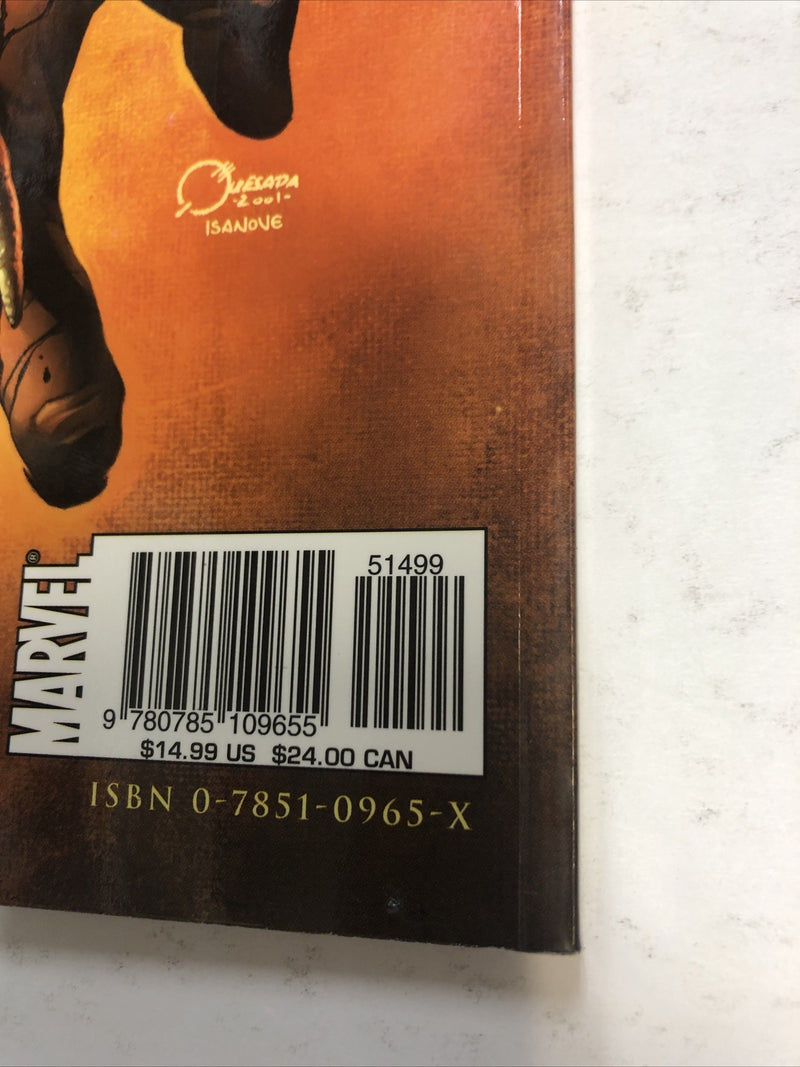 QUESADA
-2001-
ISANOVE
MARVEL®
51499
9 780785 109655
$14.99 US $24.00 CAN
ISBN 0-7851-0965-X